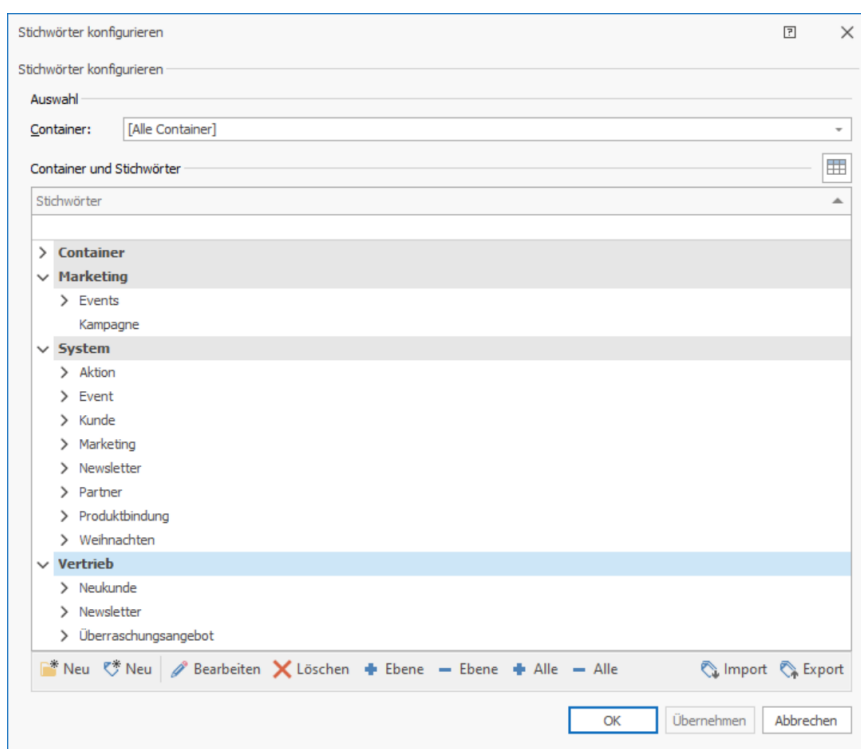 Stichwörter konfigurieren
Stichwörter konfigurieren
Auswahl
Container: [Alle Container]
Container und Stichwörter
Stichwörter
Container
Marketing
Events
Kampagne
System
Aktion
Event
Kunde
Marketing
Newsletter
Partner
Produktbindung
Weihnachten
Vertrieb
Neukunde
Newsletter
Überraschungsangebot
Neu Neu Bearbeiten Löschen Ebene Ebene Alle Alle Import Export
OK Übernehmen Abbrechen